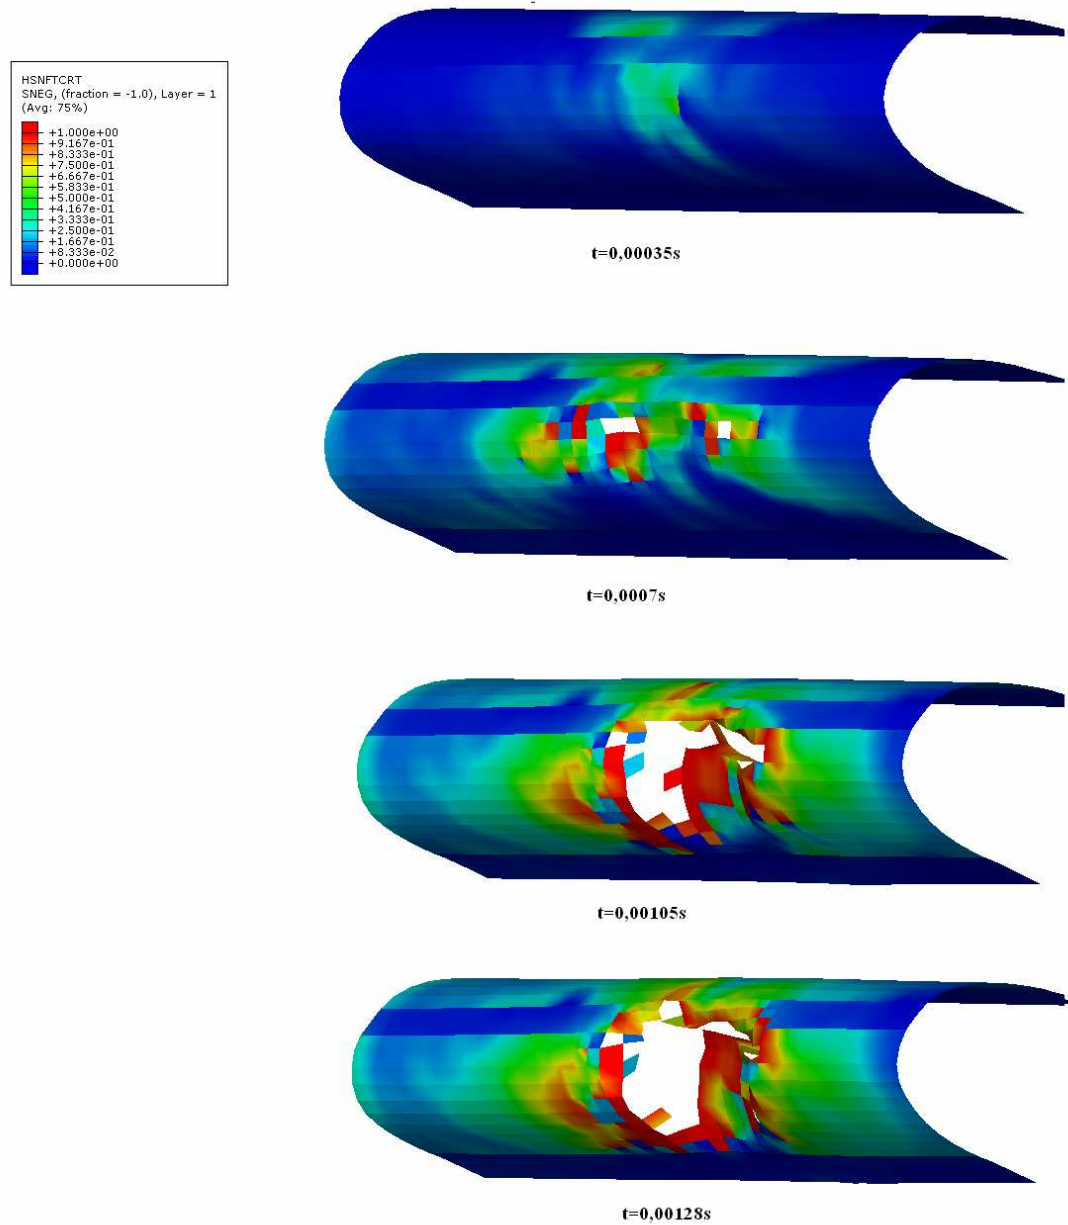 HSNFTCRT
SNEG, (fraction = -1.0), Layer = 1
(Avg: 75%)
+1.000e+00
+9.167e-01
+8.333e-01
+7.500e-01
+6.667e-01
+5.833e-01
+5.000e-01
+4.167e-01
+3.333e-01
+2.500e-01
+1.667e-01
+8.333e-02
+0.000e+00
t=0,00035s
t=0,0007s
t=0,00105s
t=0,00128s